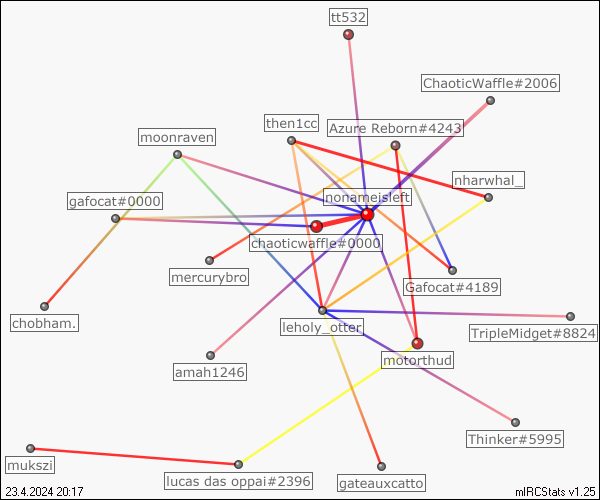 tt532
ChaoticWaffle#2006
then1cc
Azure Reborn#4243
moonraven
nharwhal_
nonameisleft
gafocat#0000
chaoticwaffle#0000
mercurybro
Gafocat#4189
chobham.
leholy_otter
TripleMidget#8824
motorthud
amah1246
Thinker#5995
mukszi
lucas das oppai#2396
gateauxcatto
23.4.2024 20:17
mIRCStats v1.25